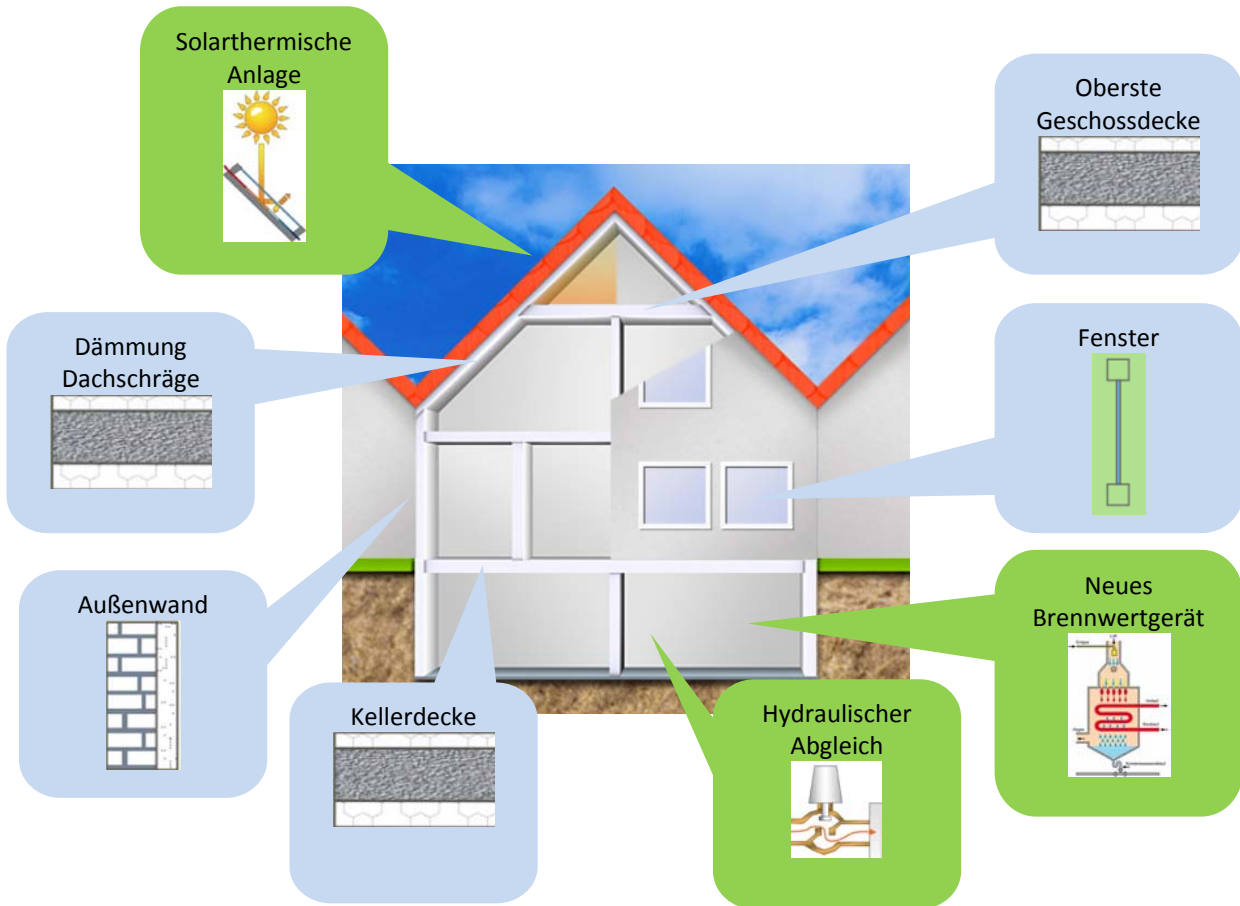 Solarthermische
Anlage
Oberste
Geschossdecke
Dämmung
Dachschräge
Fenster
Außenwand
Neues
Brennwertgerät
Kellerdecke
Hydraulischer
Abgleich